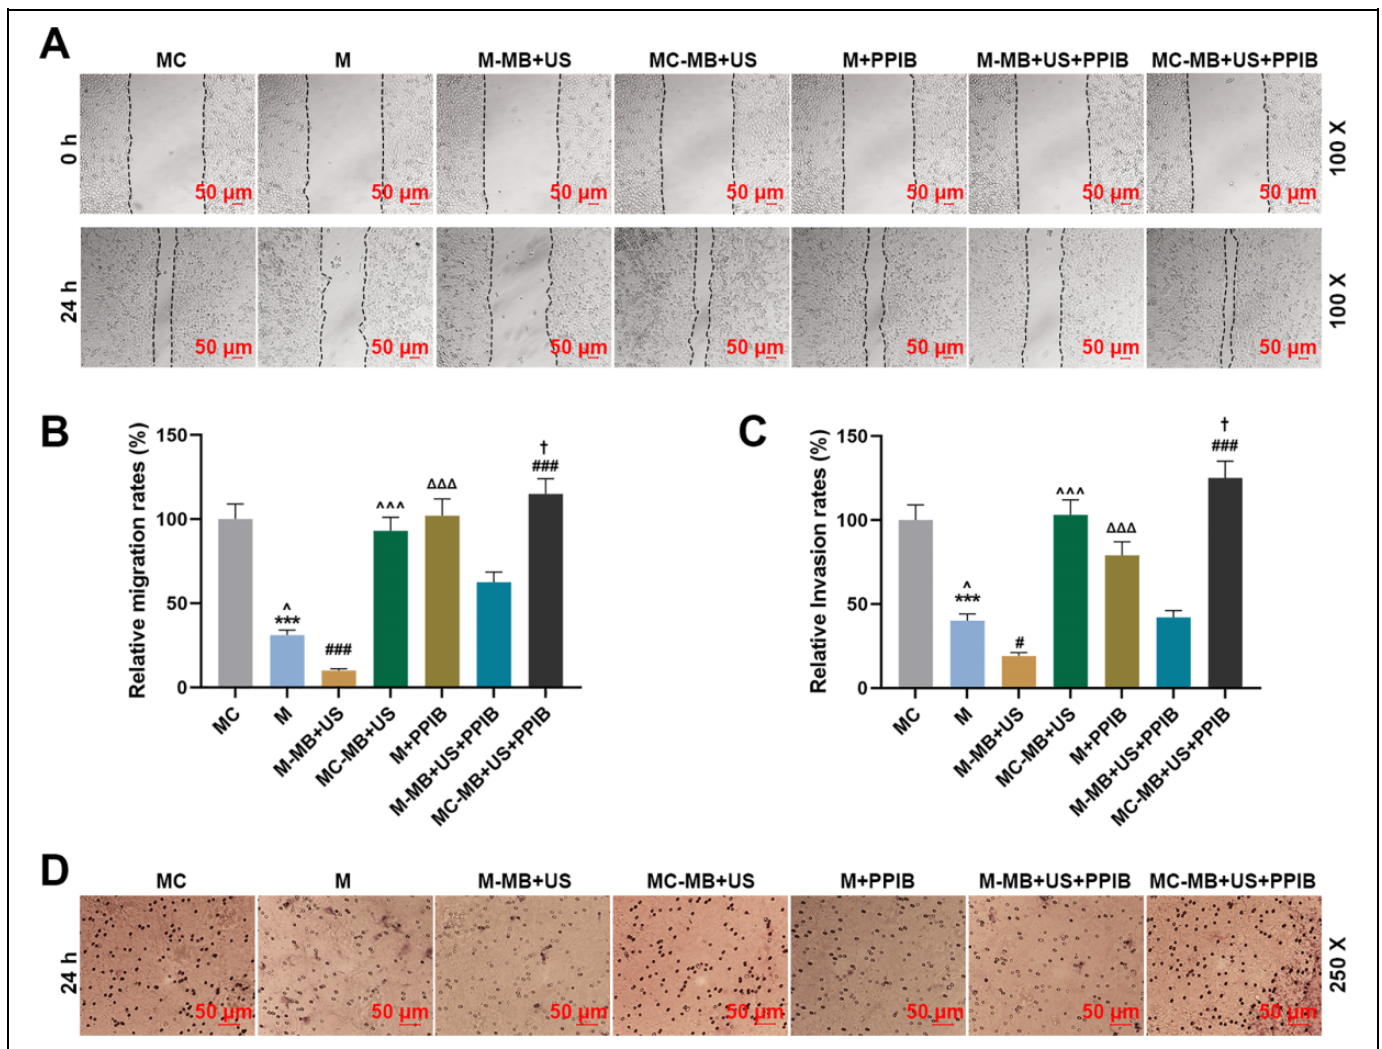 A
MC M M-MB+US MC-MB+US M+PPIB M-MB+US+PPIB MC-MB+US+PPIB
0 h 50 µm 50 µm 50 µm 50 µm 50 µm 50 µm 50 µm 100 X
24 h 50 µm 50 µm 50 µm 50 µm 50 µm 50 µm 50 µm 100 X
B
Relative migration rates (%)
150
100
50
0
^
***
###
^^^
ΔΔΔ
†
###
MC M M-MB+US MC-MB+US M+PPIB M-MB+US+PPIB MC-MB+US+PPIB
C
Relative Invasion rates (%)
150
100
50
0
^
***
#
^^^
ΔΔΔ
†
###
MC M M-MB+US MC-MB+US M+PPIB M-MB+US+PPIB MC-MB+US+PPIB
D
MC M M-MB+US MC-MB+US M+PPIB M-MB+US+PPIB MC-MB+US+PPIB
24 h 50 µm 50 µm 50 µm 50 µm 50 µm 50 µm 50 µm 250 X